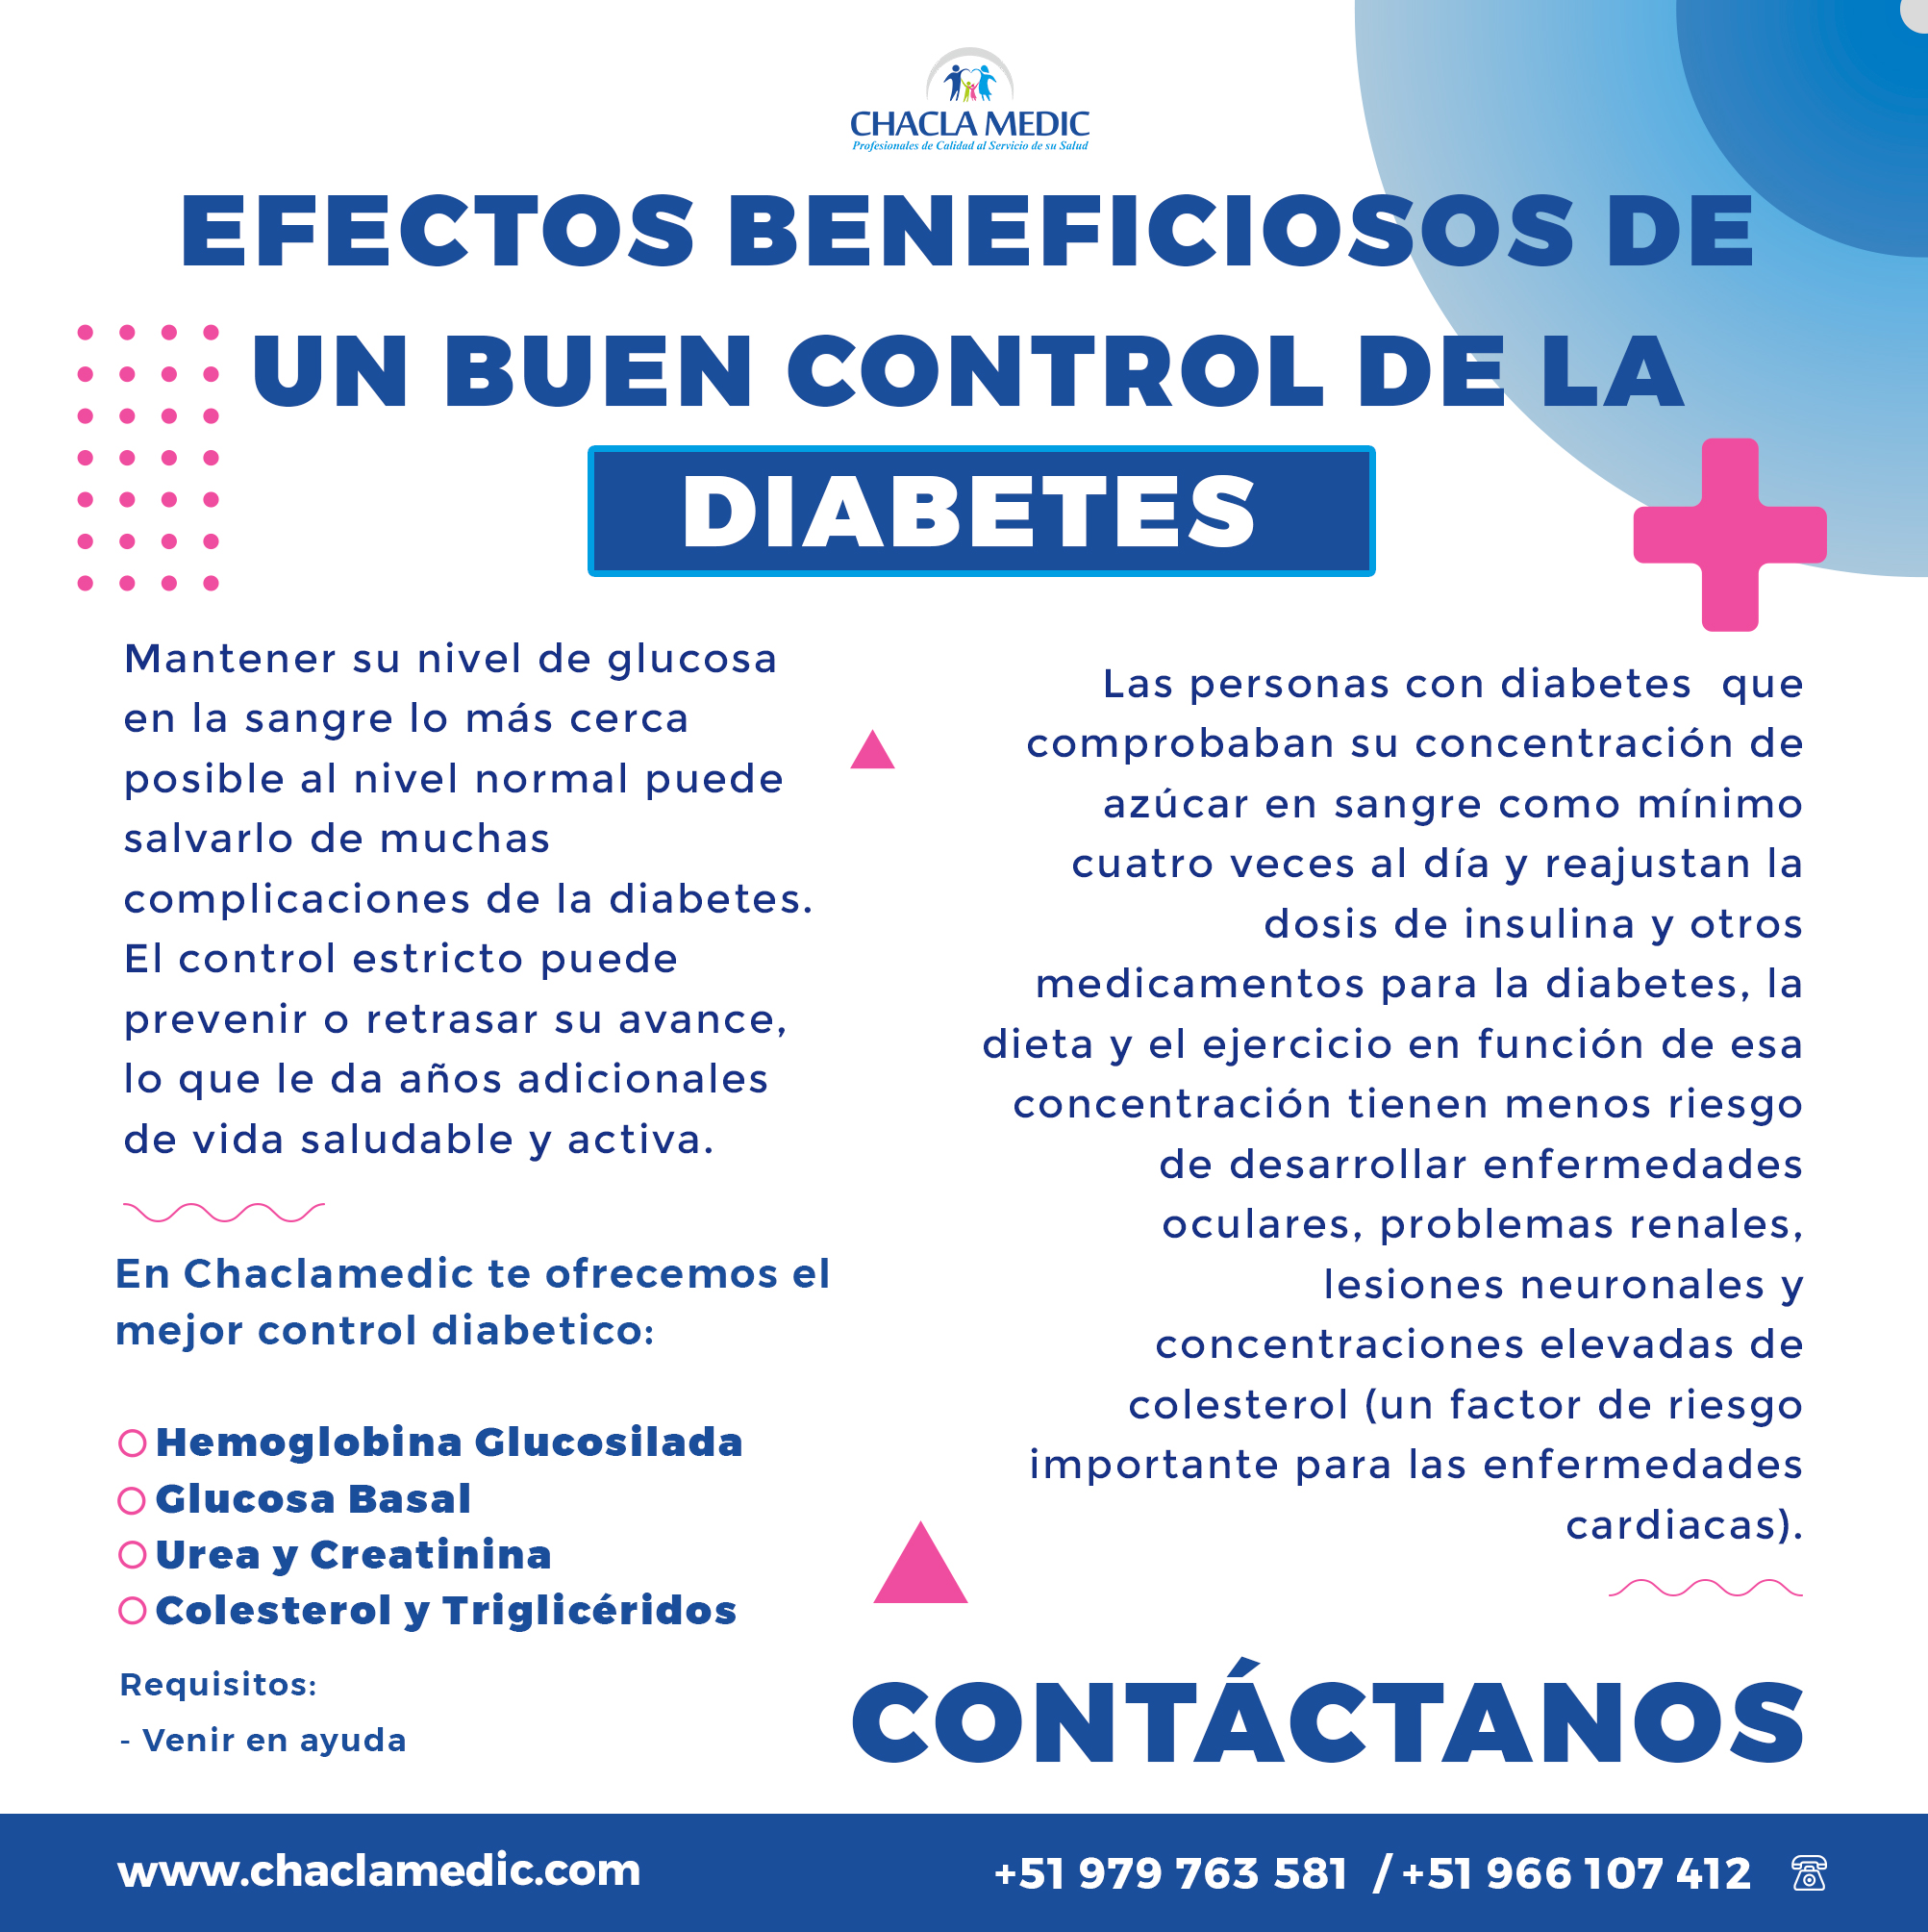 CHACLA MEDIC
Profesionales de Calidad al Servicio de su Salud
EFECTOS BENEFICIOSOS DE
UN BUEN CONTROL DE LA
DIABETES
Mantener su nivel de glucosa
en la sangre lo más cerca
posible al nivel normal puede
salvarlo de muchas
complicaciones de la diabetes.
El control estricto puede
prevenir o retrasar su avance,
lo que le da años adicionales
de vida saludable y activa.
En Chaclamedic te ofrecemos el
mejor control diabetico:
Hemoglobina Glucosilada
Glucosa Basal
Urea y Creatinina
Colesterol y Triglicéridos
Requisitos:
- Venir en ayuda
Las personas con diabetes  que
comprobaban su concentración de
azúcar en sangre como mínimo
cuatro veces al día y reajustan la
dosis de insulina y otros
medicamentos para la diabetes, la
dieta y el ejercicio en función de esa
concentración tienen menos riesgo
de desarrollar enfermedades
oculares, problemas renales,
lesiones neuronales y
concentraciones elevadas de
colesterol (un factor de riesgo
importante para las enfermedades
cardiacas).
CONTÁCTANOS
www.chaclamedic.com
+51 979 763 581 / +51 966 107 412